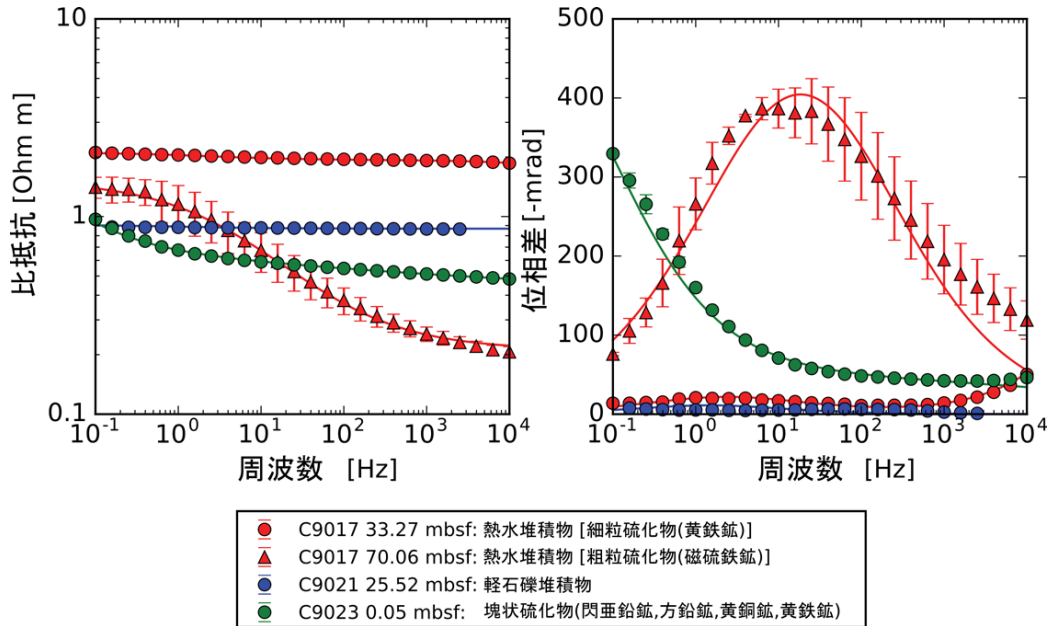 10
1
0.1
比抵抗 [Ohm m]
10^-1 10^0 10^1 10^2 10^3 10^4
周波数 [Hz]
500
400
300
200
100
0
位相差 [-mrad]
10^-1 10^0 10^1 10^2 10^3 10^4
周波数 [Hz]
C9017 33.27 mbsf: 熱水堆積物 [細粒硫化物(黄鉄鉱)]
C9017 70.06 mbsf: 熱水堆積物 [粗粒硫化物(磁硫鉄鉱)]
C9021 25.52 mbsf: 軽石礫堆積物
C9023 0.05 mbsf: 塊状硫化物(閃亜鉛鉱,方鉛鉱,黄銅鉱,黄鉄鉱)